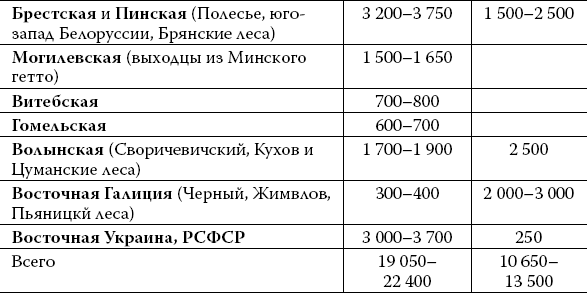 Брестская и Пинская (Полесье, юго- 3 200–3 750 1 500–2 500
запад Белоруссии, Брянские леса)
Могилевская (выходцы из Минского 1 500–1 650
гетто)
Витебская 700–800
Гомельская 600–700
Волынская (Своричевичский, Кухов и 1 700–1 900 2 500
Цуманские леса)
Восточная Галиция (Черный, Жимвлов, 300–400 2 000–3 000
Пьяницкй леса)
Восточная Украина, РСФСР 3 000–3 700 250
Всего 19 050– 10 650–
22 400 13 500